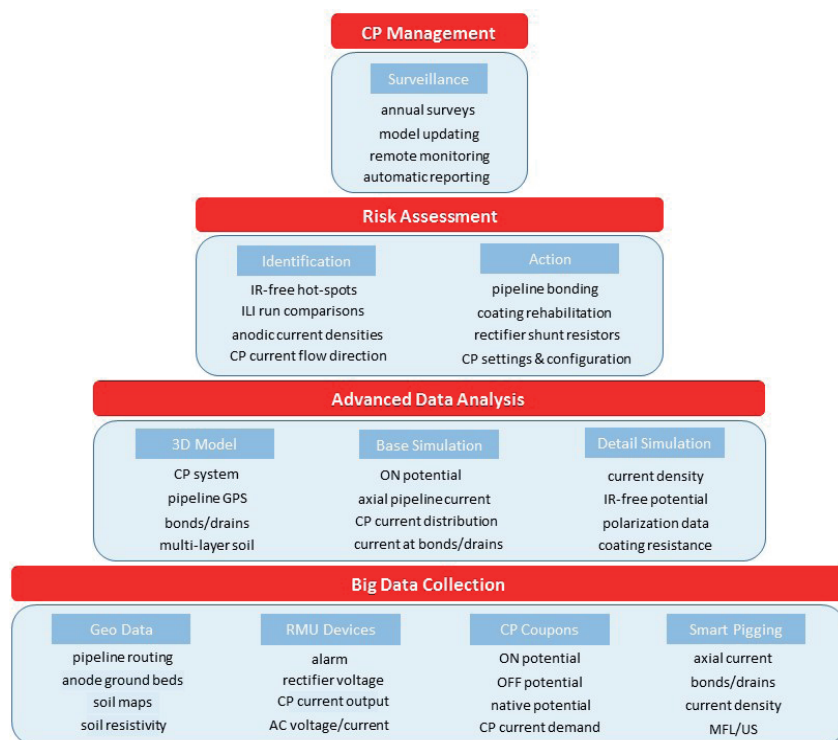 CP Management
Surveillance
annual surveys
model updating
remote monitoring
automatic reporting
Risk Assessment
Identification
IR-free hot-spots
ILI run comparisons
anodic current densities
CP current flow direction
Action
pipeline bonding
coating rehabilitation
rectifier shunt resistors
CP settings & configuration
Advanced Data Analysis
3D Model
CP system
pipeline GPS
bonds/drains
multi-layer soil
Base Simulation
ON potential
axial pipeline current
CP current distribution
current at bonds/drains
Detail Simulation
current density
IR-free potential
polarization data
coating resistance
Big Data Collection
Geo Data
pipeline routing
anode ground beds
soil maps
soil resistivity
RMU Devices
alarm
rectifier voltage
CP current output
AC voltage/current
CP Coupons
ON potential
OFF potential
native potential
CP current demand
Smart Pigging
axial current
bonds/drains
current density
MFL/US